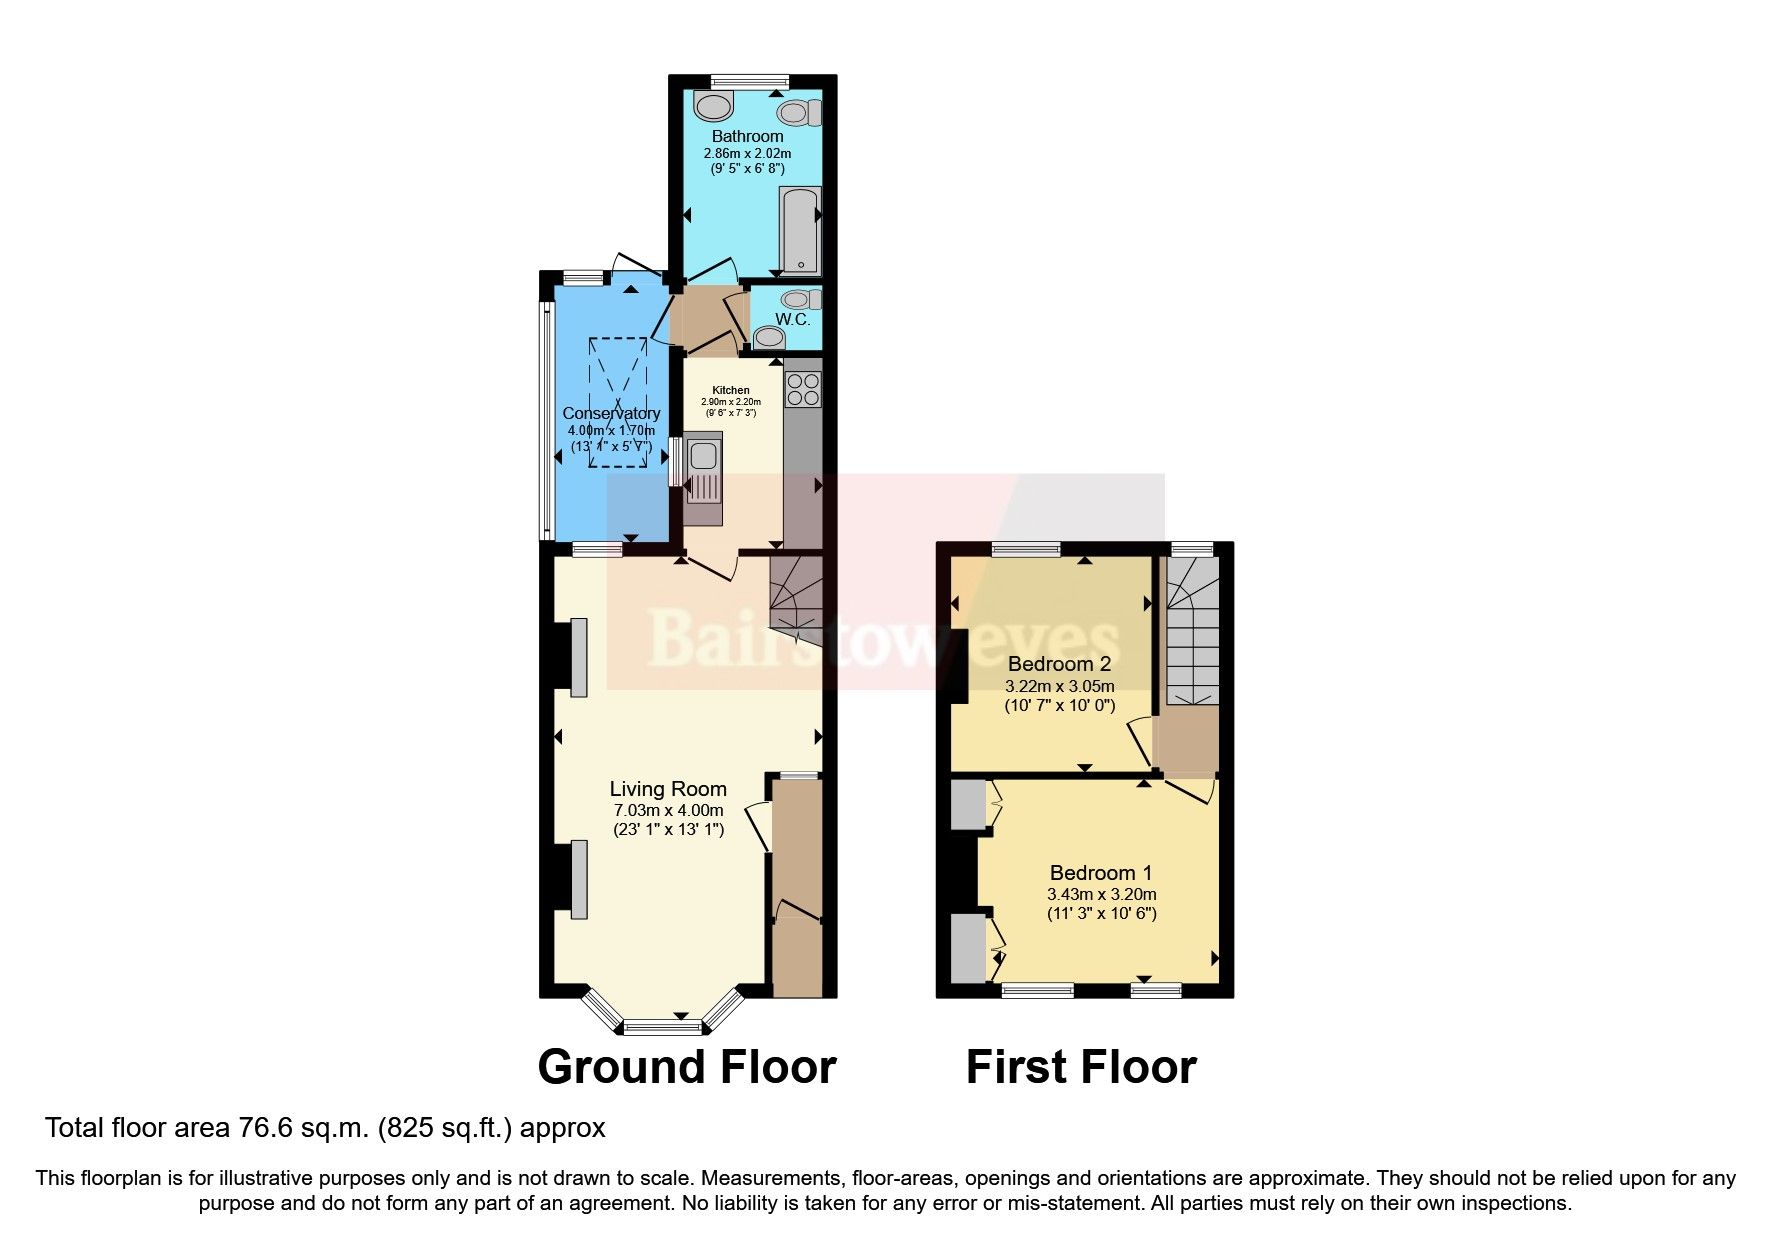 Bathroom
2.86m x 2.02m
(9' 5" x 6' 8")
W.C.
Kitchen
2.90m x 2.20m
(9' 6" x 7' 3")
Conservatory
4.00m x 1.70m
(13' 1" x 5' 7")
Bairstow eves
Living Room
7.03m x 4.00m
(23' 1" x 13' 1")
Bedroom 2
3.22m x 3.05m
(10' 7" x 10' 0")
Bedroom 1
3.43m x 3.20m
(11' 3" x 10' 6")
Ground Floor
First Floor
Total floor area 76.6 sq.m. (825 sq.ft.) approx
This floorplan is for illustrative purposes only and is not drawn to scale. Measurements, floor-areas, openings and orientations are approximate. They should not be relied upon for any
purpose and do not form any part of an agreement. No liability is taken for any error or mis-statement. All parties must rely on their own inspections.